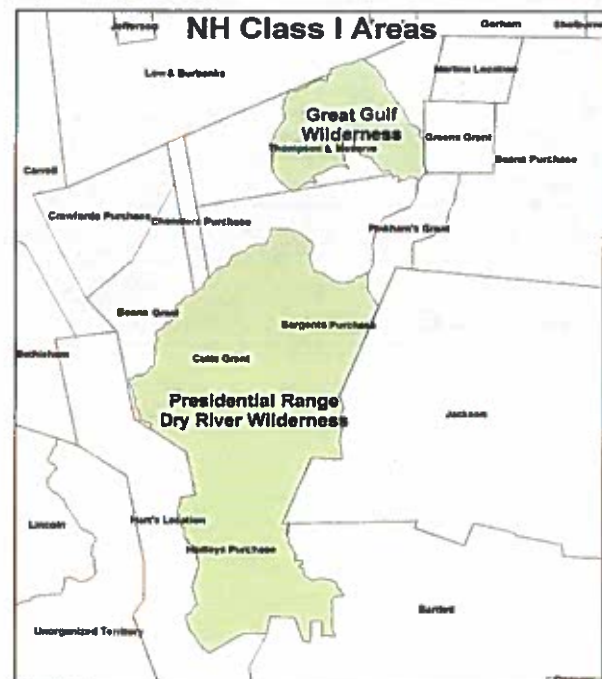 NH Class I Areas
Jefferson
Gorham
Shelburne
Low & Burbanks
Martins Location
Great Gulf
Wilderness
Thompson & Meserve
Greens Grant
Beans Purchase
Carroll
Crawfords Purchase
Chandlers Purchase
Pinkham's Grant
Beans Grant
Sargents Purchase
Bethlehem
Cutts Grant
Presidential Range
Dry River Wilderness
Jackson
Lincoln
Hart's Location
Hadleys Purchase
Bartlett
Unorganized Territory